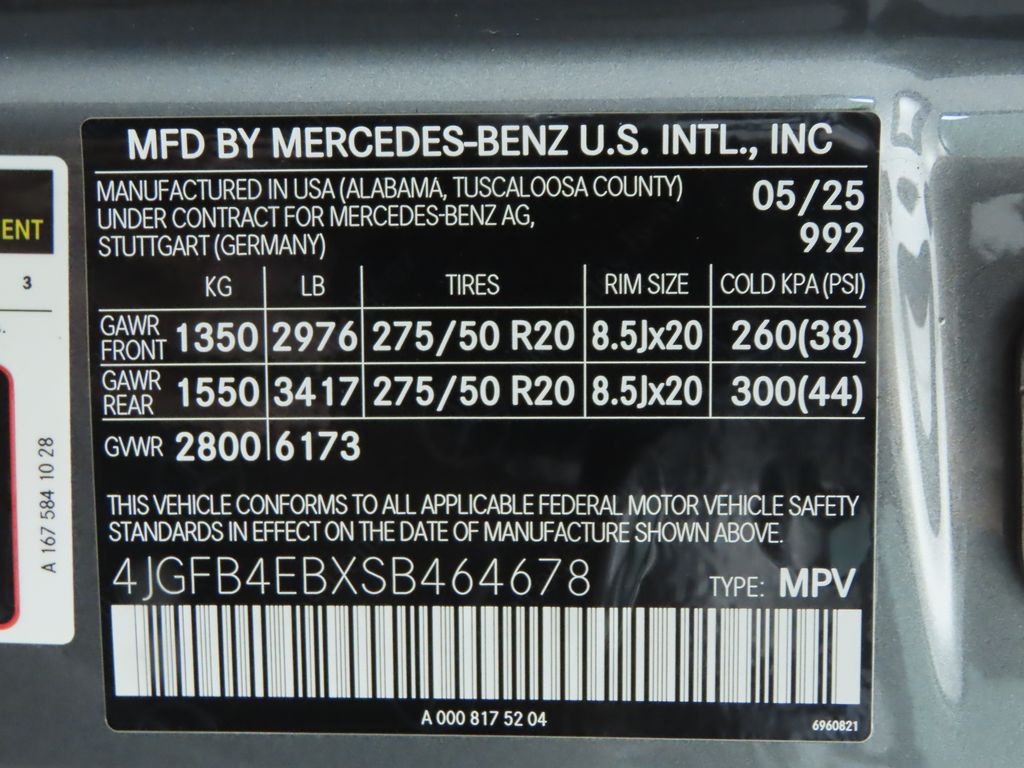 MFD BY MERCEDES-BENZ U.S. INTL., INC
MANUFACTURED IN USA (ALABAMA, TUSCALOOSA COUNTY)
UNDER CONTRACT FOR MERCEDES-BENZ AG,
STUTTGART (GERMANY)
05/25
992
KG LB TIRES RIM SIZE COLD KPA (PSI)
GAWR FRONT 1350 2976 275/50 R20 8.5Jx20 260(38)
GAWR REAR 1550 3417 275/50 R20 8.5Jx20 300(44)
GVWR 2800 6173
THIS VEHICLE CONFORMS TO ALL APPLICABLE FEDERAL MOTOR VEHICLE SAFETY
STANDARDS IN EFFECT ON THE DATE OF MANUFACTURE SHOWN ABOVE.
4JGFB4EBXSB464678 TYPE: MPV
A 000 817 52 04
6960821
ENT
3
A 167 584 10 28